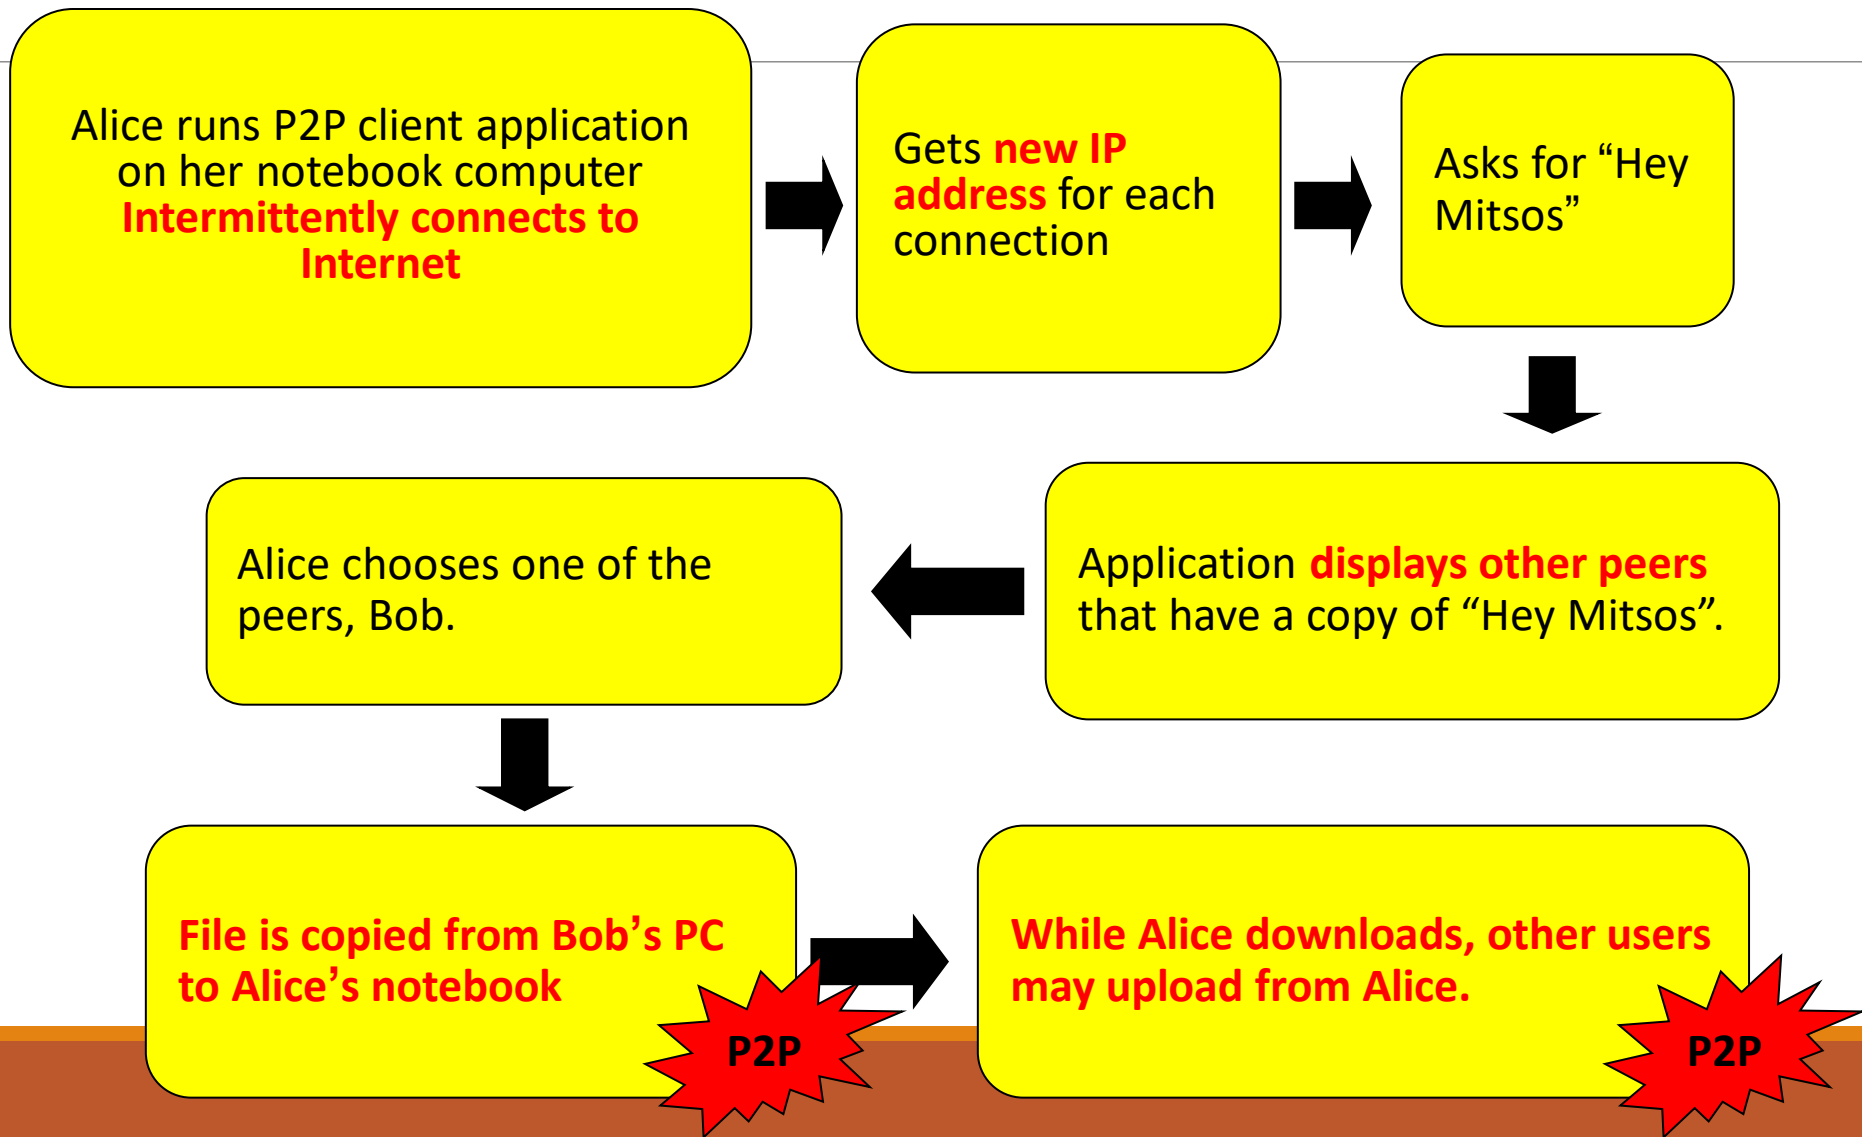 Alice runs P2P client application
on her notebook computer
Intermittently connects to
Internet
Gets new IP
address for each
connection
Asks for “Hey
Mitsos”
Application displays other peers
that have a copy of “Hey Mitsos”.
Alice chooses one of the
peers, Bob.
File is copied from Bob’s PC
to Alice’s notebook
P2P
While Alice downloads, other users
may upload from Alice.
P2P